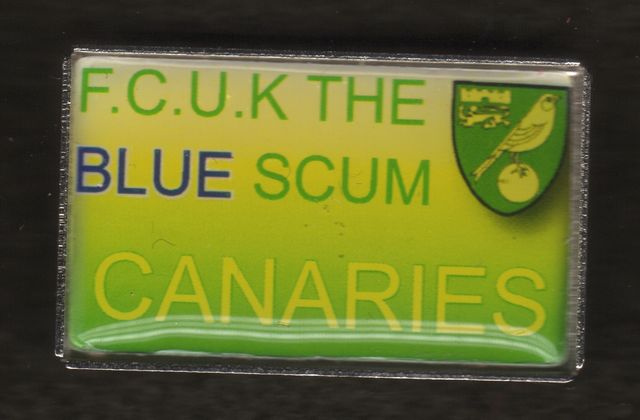 F.C.U.K THE
BLUE SCUM
CANARIES